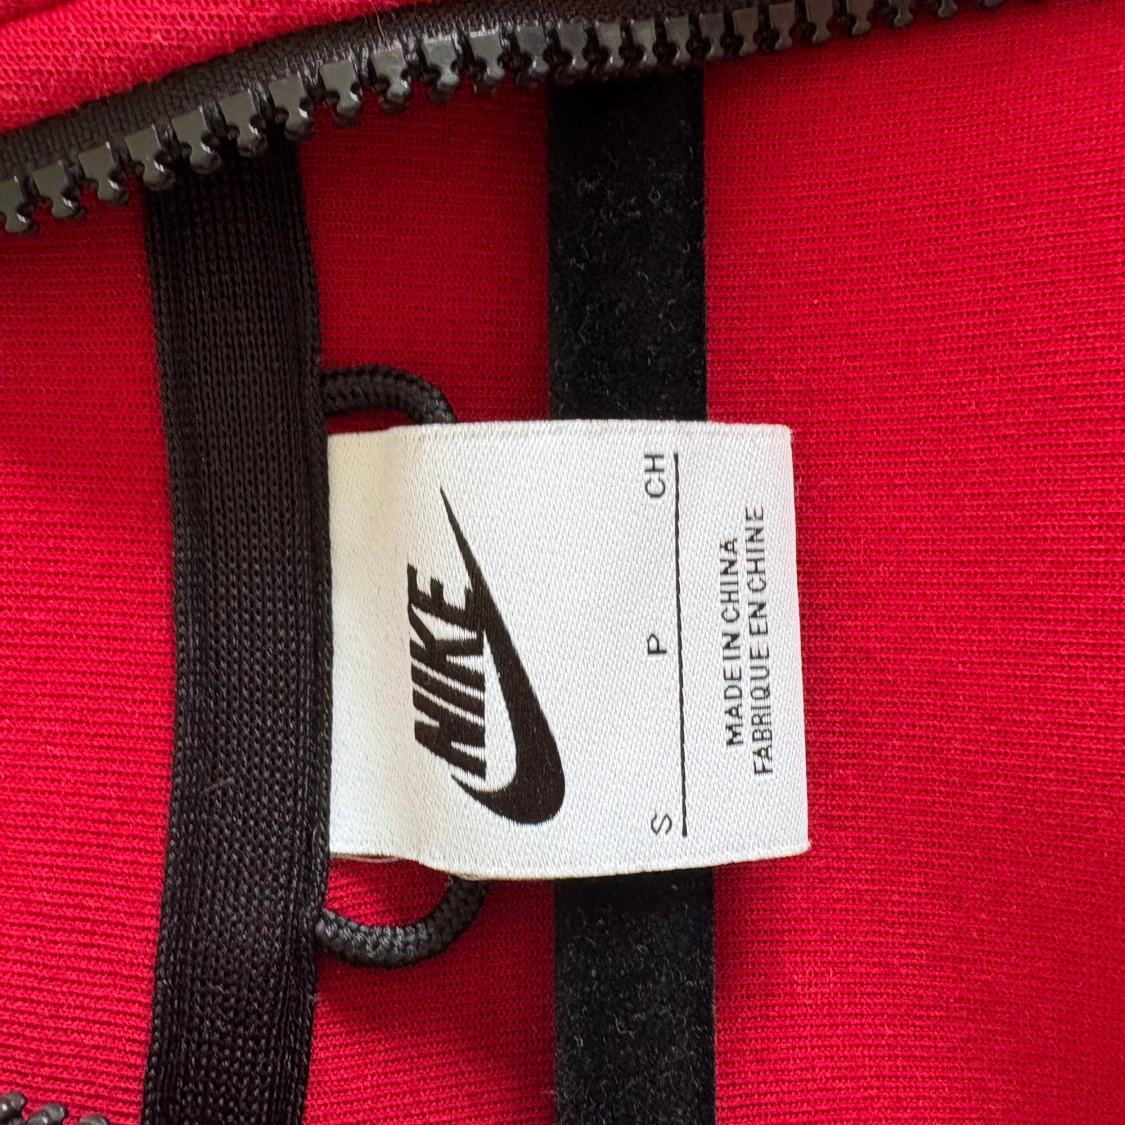 NIKE
S P CH
MADE IN CHINA
FABRIQUE EN CHINE